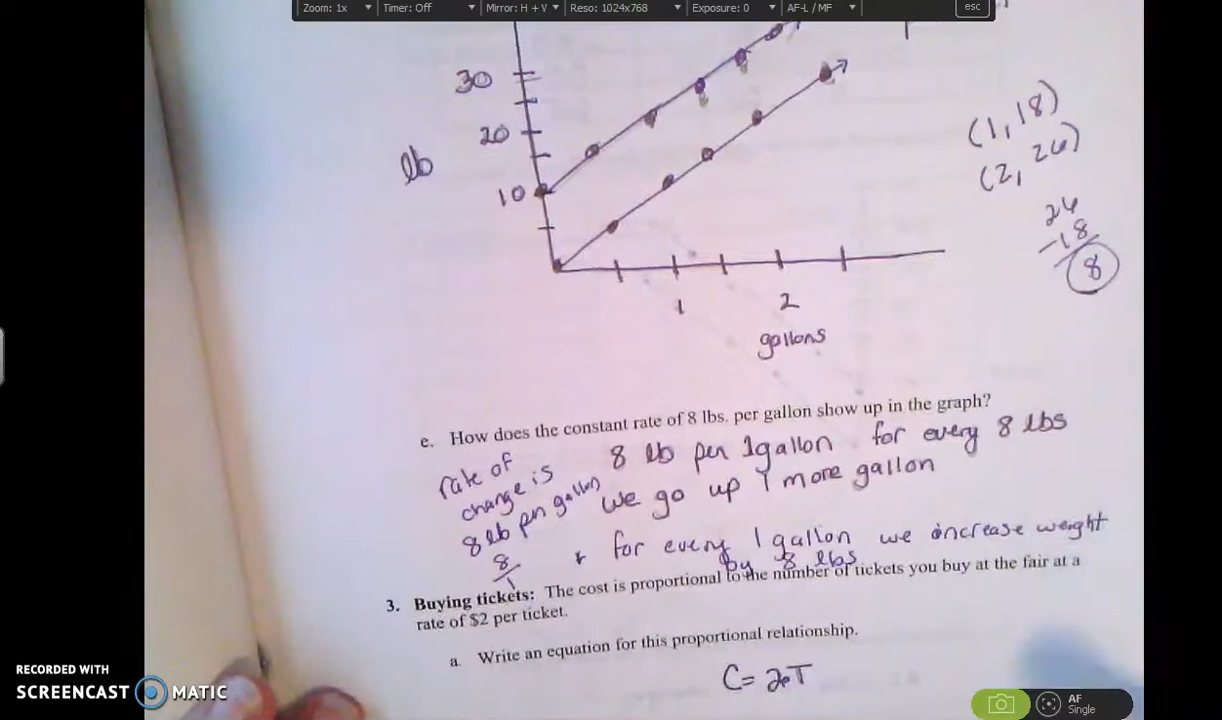 Zoom: 1x Timer: Off Mirror: H + V Reso: 1024x768 Exposure: 0 AF-L / MF esc
30
20
lb
10
1 2
gallons
(1, 18)
(2, 26)
26
-18
8
e. How does the constant rate of 8 lbs. per gallon show up in the graph?
rate of
change is
8 lb per gallon
8/1
8 lb per 1 gallon for every 8 lbs
we go up 1 more gallon
+ for every 1 gallon we increase weight
by 8 lbs
3. Buying tickets: The cost is proportional to the number of tickets you buy at the fair at a
rate of $2 per ticket.
a. Write an equation for this proportional relationship.
C= 2•T
RECORDED WITH
SCREENCAST MATIC
AF
Single